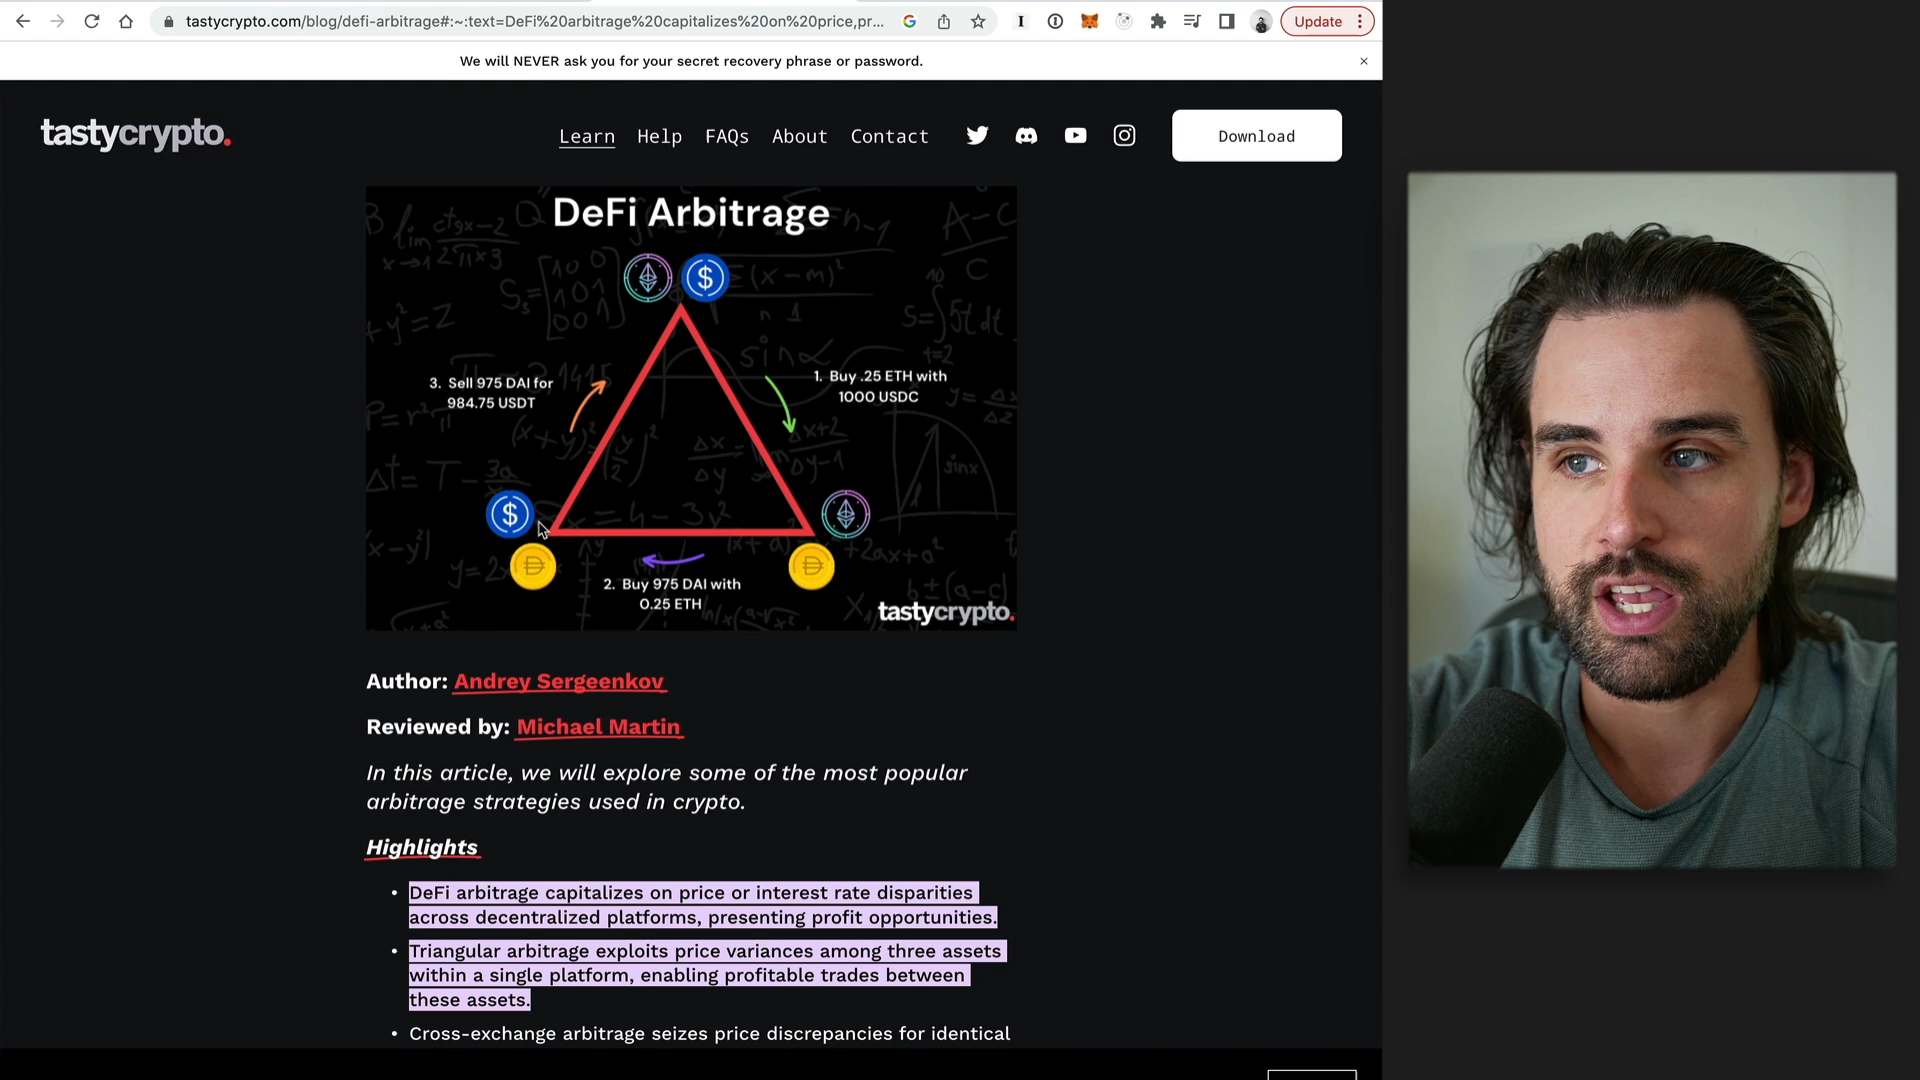 tastycrypto.com/blog/defi-arbitrage#:~:text=DeFi%20arbitrage%20capitalizes%20on%20price,pr...
Update
We will NEVER ask you for your secret recovery phrase or password.
tastycrypto.
Learn Help FAQs About Contact
Download
DeFi Arbitrage
3. Sell 975 DAI for
984.75 USDT
1. Buy .25 ETH with
1000 USDC
2. Buy 975 DAI with
0.25 ETH
tastycrypto.
Author: Andrey Sergeenkov
Reviewed by: Michael Martin
In this article, we will explore some of the most popular
arbitrage strategies used in crypto.
Highlights
• DeFi arbitrage capitalizes on price or interest rate disparities
across decentralized platforms, presenting profit opportunities.
• Triangular arbitrage exploits price variances among three assets
within a single platform, enabling profitable trades between
these assets.
• Cross-exchange arbitrage seizes price discrepancies for identical